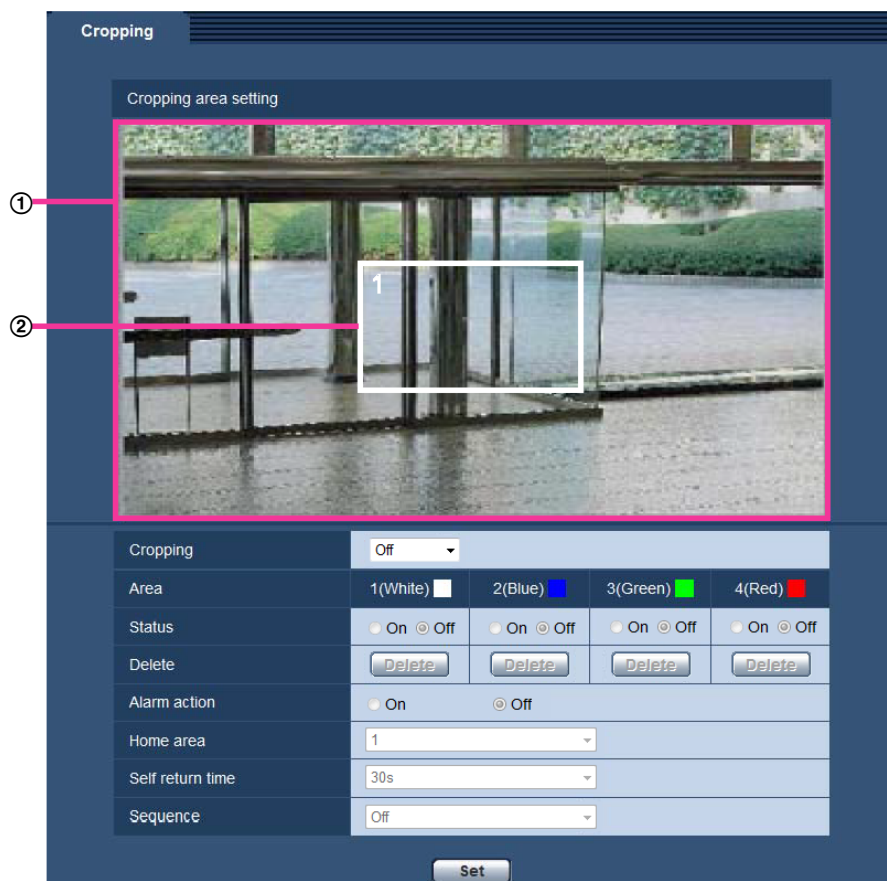 Cropping
Cropping area setting
①
1
②
Cropping Off
Area 1(White) 2(Blue) 3(Green) 4(Red)
Status On Off On Off On Off On Off
Delete Delete Delete Delete Delete
Alarm action On Off
Home area 1
Self return time 30s
Sequence Off
Set